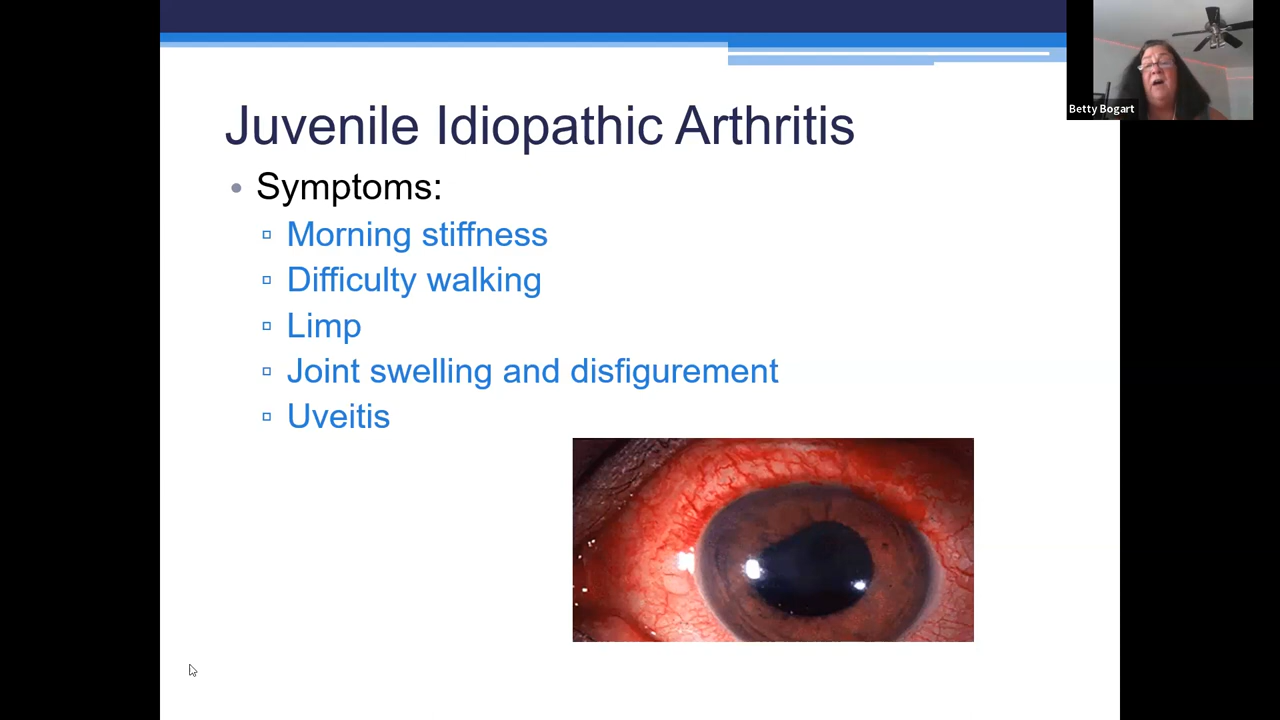 Juvenile Idiopathic Arthritis
• Symptoms:
▫ Morning stiffness
▫ Difficulty walking
▫ Limp
▫ Joint swelling and disfigurement
▫ Uveitis
Betty Bogart